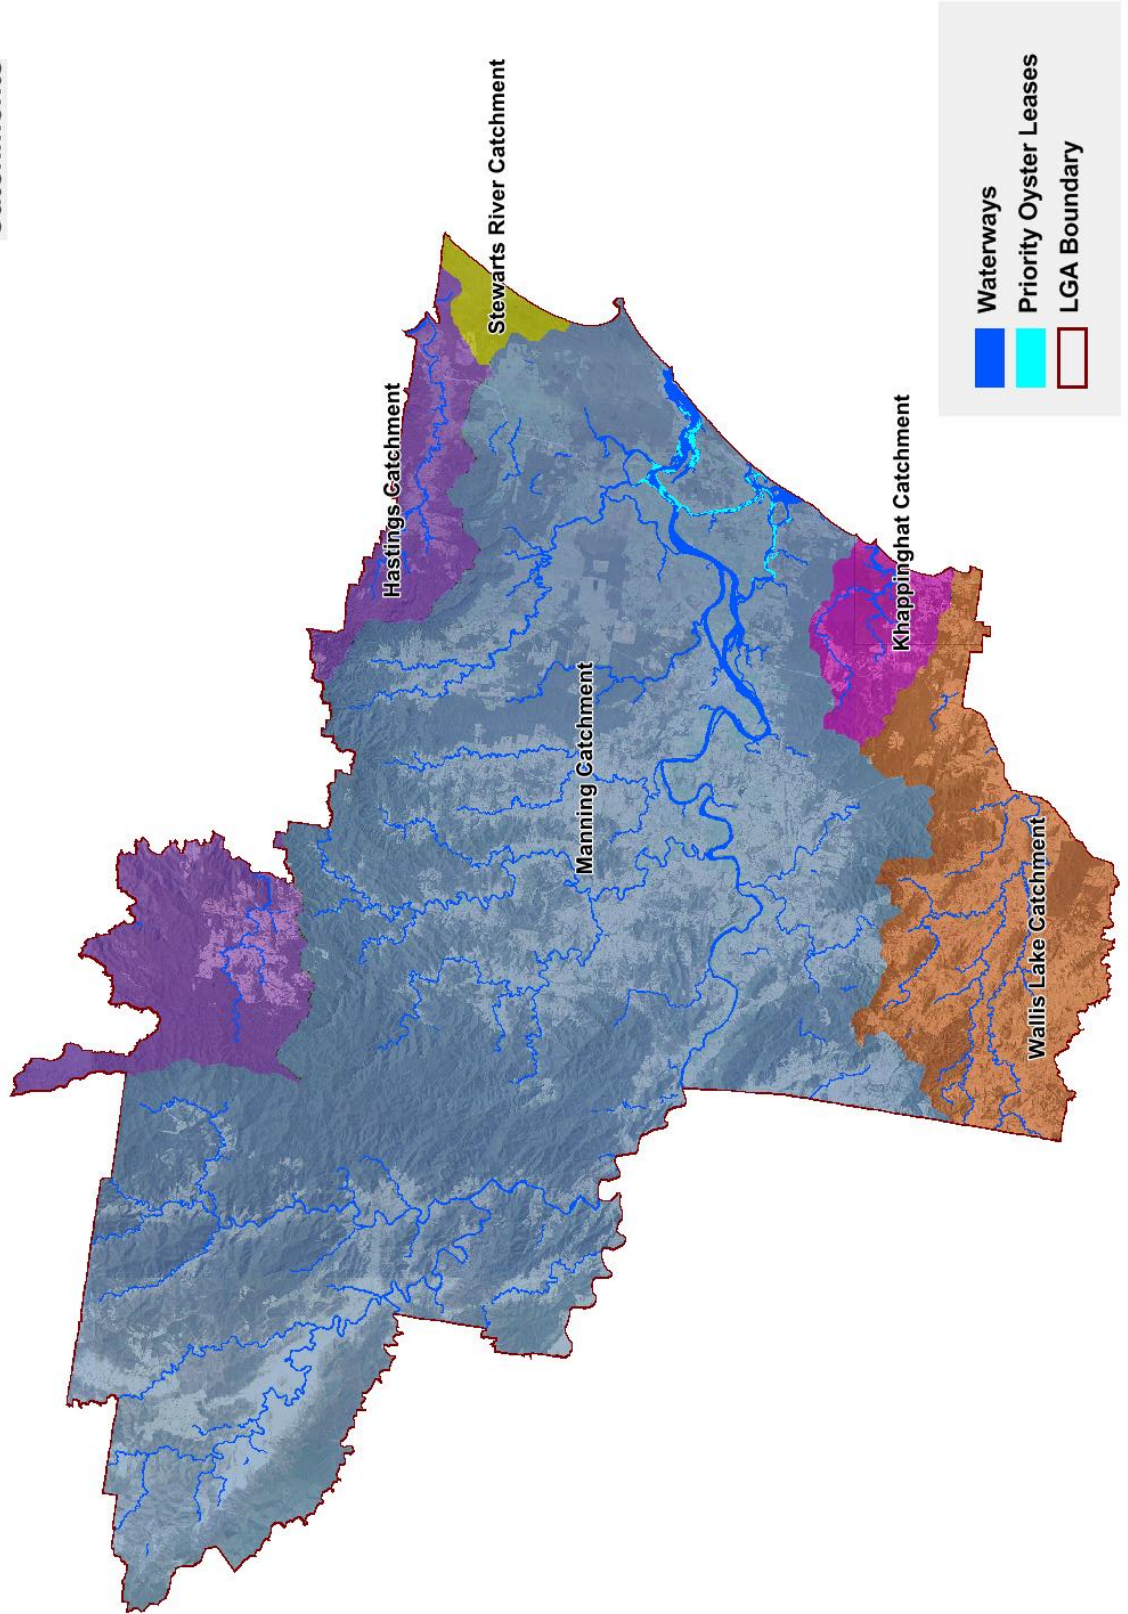 Stewarts River Catchment
Hastings Catchment
Manning Catchment
Khappinghat Catchment
Wallis Lake Catchment
Waterways
Priority Oyster Leases
LGA Boundary